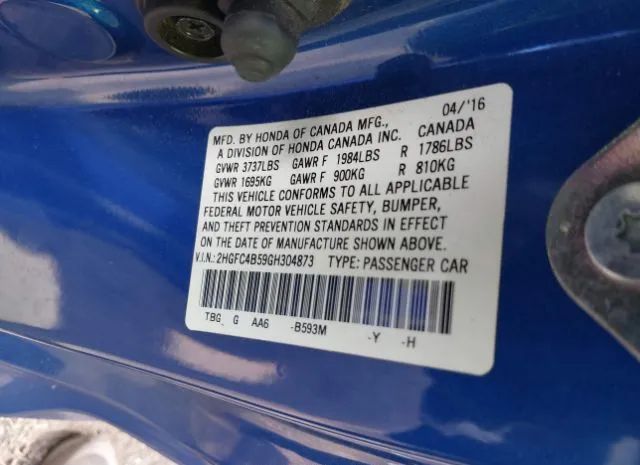 04/'16
MFD. BY HONDA OF CANADA MFG., CANADA
A DIVISION OF HONDA CANADA INC.
GVWR 3737LBS GAWR F 1984LBS R 1786LBS
GVWR 1695KG GAWR F 900KG R 810KG
THIS VEHICLE CONFORMS TO ALL APPLICABLE
FEDERAL MOTOR VEHICLE SAFETY, BUMPER,
AND THEFT PREVENTION STANDARDS IN EFFECT
ON THE DATE OF MANUFACTURE SHOWN ABOVE.
V.I.N.: 2HGFC4B59GH304873 TYPE: PASSENGER CAR
TBG G AA6 -B593M -Y -H